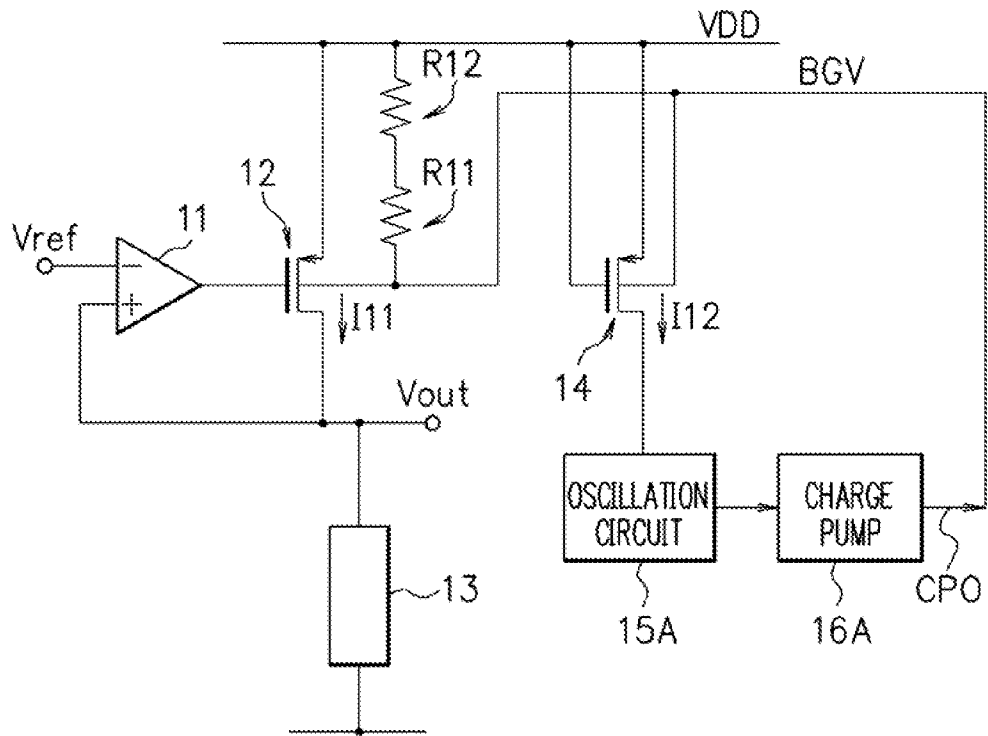 VDD
R12
BGV
12
R11
11
Vref
−
+
I11
I12
14
Vout
OSCILLATION
CIRCUIT
CHARGE
PUMP
13
CPO
15A
16A